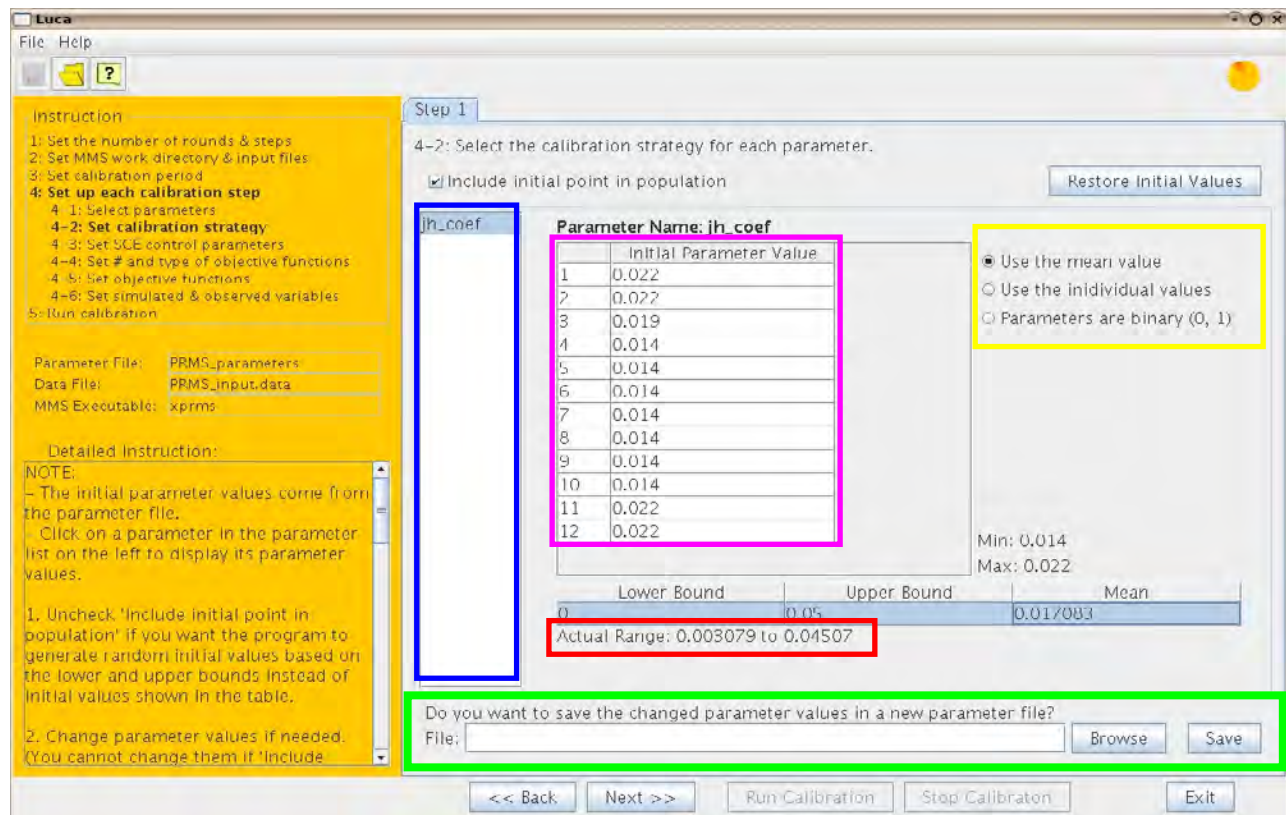 Luca
File Help
?
Instruction
1: Set the number of rounds & steps
2: Set MMS work directory & input files
3: Set calibration period
4: Set up each calibration step
4-1: Select parameters
4-2: Set calibration strategy
4-3: Set SCE control parameters
4-4: Set # and type of objective functions
4-5: Set objective functions
4-6: Set simulated & observed variables
5: Run calibration
Parameter File: PRMS_parameters
Data File: PRMS_input.data
MMS Executable: xprms
Detailed Instruction:
NOTE:
- The initial parameter values come from
the parameter file.
- Click on a parameter in the parameter
list on the left to display its parameter
values.
1. Uncheck 'Include initial point in
population' if you want the program to
generate random initial values based on
the lower and upper bounds instead of
initial values shown in the table.
2. Change parameter values if needed.
(You cannot change them if 'Include
Step 1
4-2: Select the calibration strategy for each parameter.
Include initial point in population
Restore Initial Values
jh_coef
Parameter Name: jh_coef
Initial Parameter Value
1 0.022
2 0.022
3 0.019
4 0.014
5 0.014
6 0.014
7 0.014
8 0.014
9 0.014
10 0.014
11 0.022
12 0.022
Use the mean value
Use the inidividual values
Parameters are binary (0, 1)
Min: 0.014
Max: 0.022
Lower Bound Upper Bound Mean
0 0.05 0.017083
Actual Range: 0.003079 to 0.04507
Do you want to save the changed parameter values in a new parameter file?
File: Browse Save
<< Back Next >> Run Calibration Stop Calibraton Exit